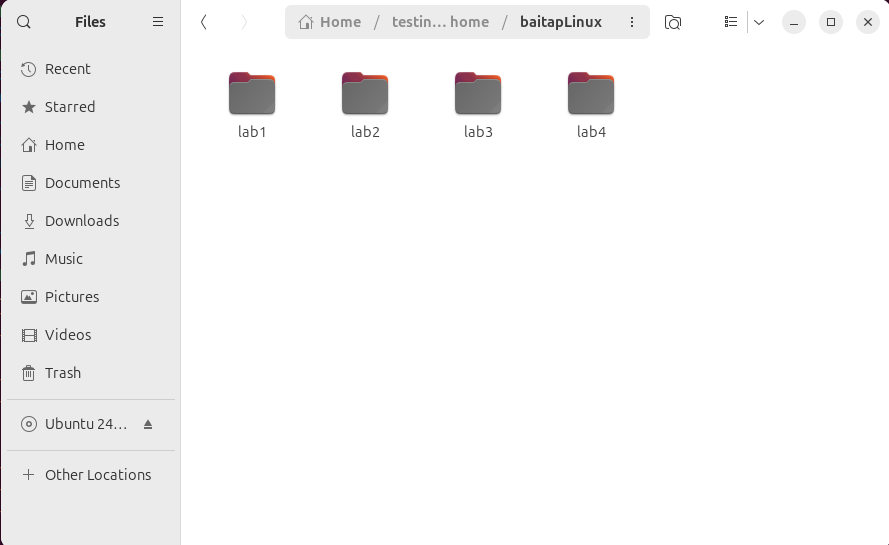 Files
Home / testin… home / baitapLinux
Recent
Starred
Home
Documents
Downloads
Music
Pictures
Videos
Trash
Ubuntu 24…
Other Locations
lab1 lab2 lab3 lab4